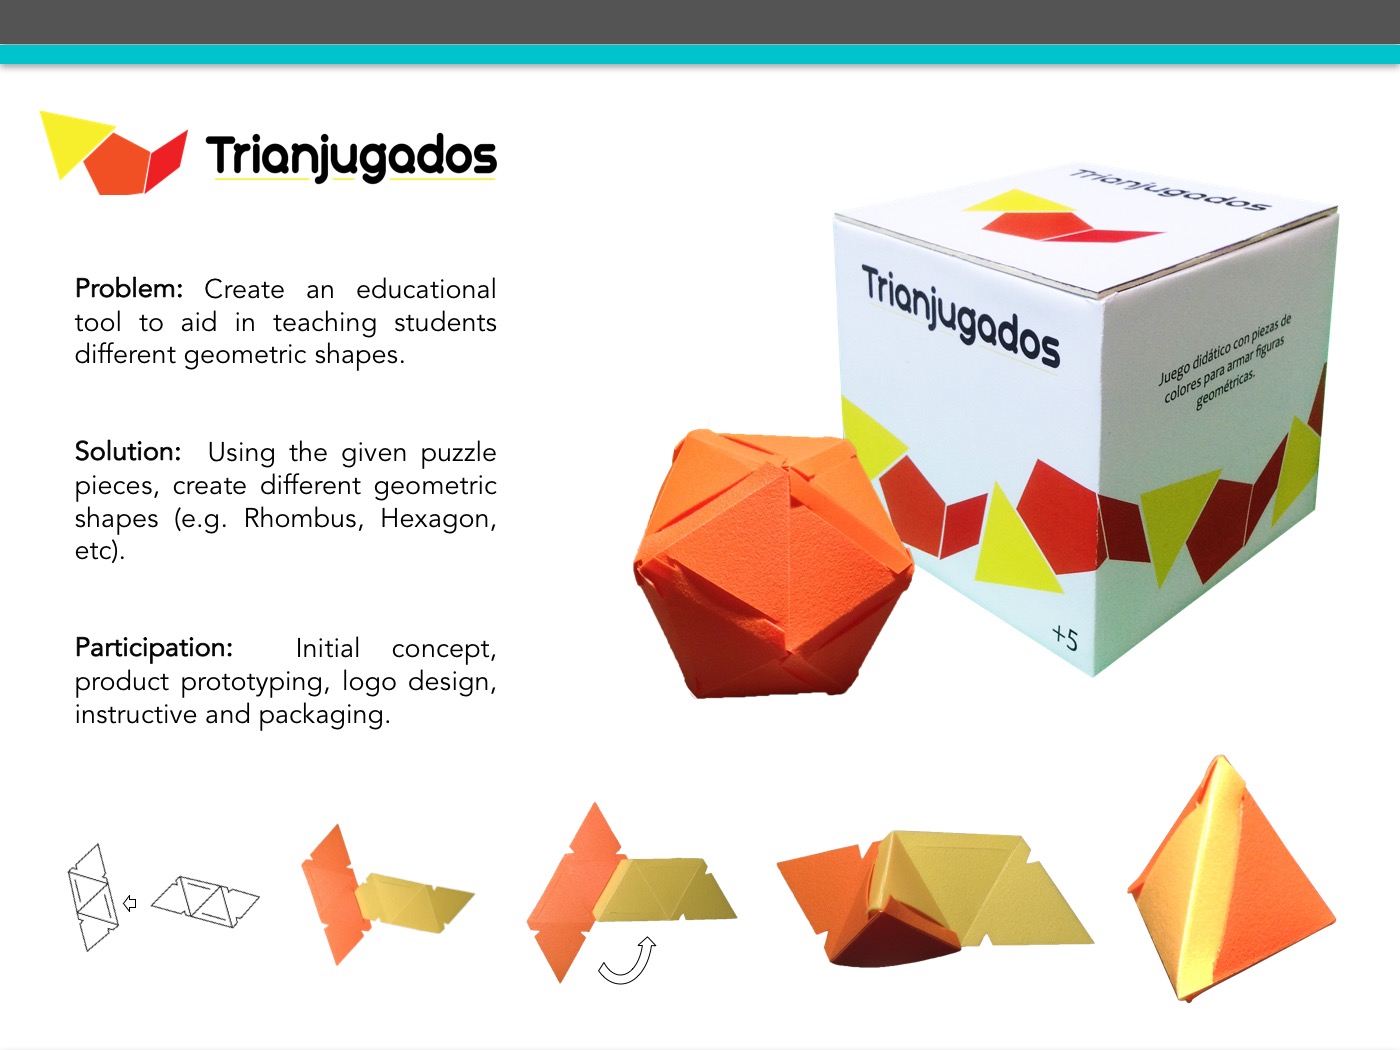 Trianjugados
Problem: Create an educational
tool to aid in teaching students
different geometric shapes.
Solution: Using the given puzzle
pieces, create different geometric
shapes (e.g. Rhombus, Hexagon,
etc).
Participation: Initial concept,
product prototyping, logo design,
instructive and packaging.
Trianjugados
Trianjugados
Juego didático con piezas de
colores para armar figuras
geométricas.
+5